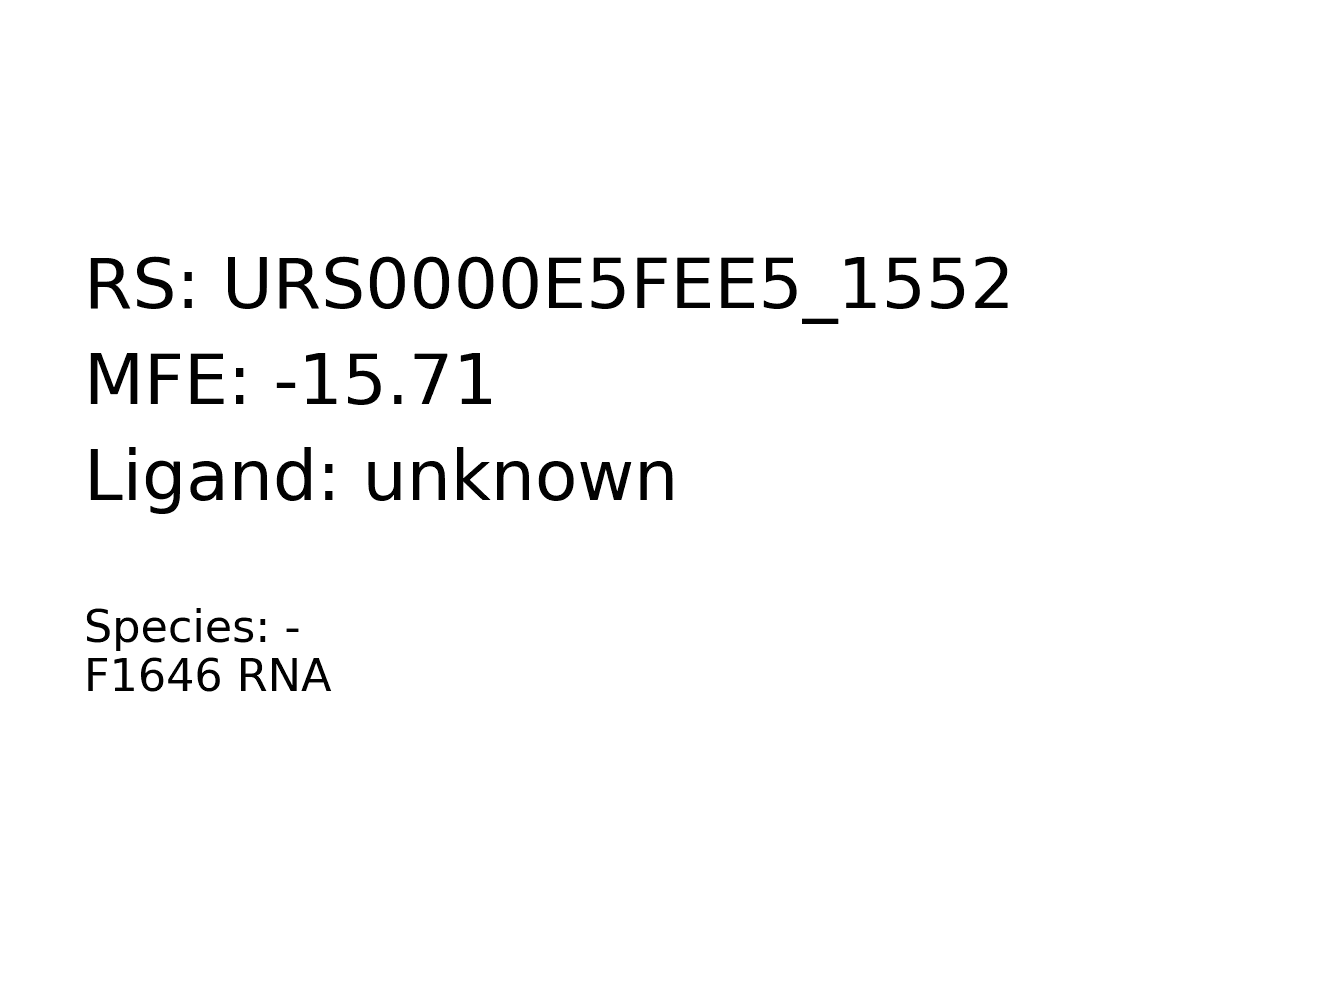 RS: URS0000E5FEE5_1552
MFE: -15.71
Ligand: unknown
Species: -
F1646 RNA